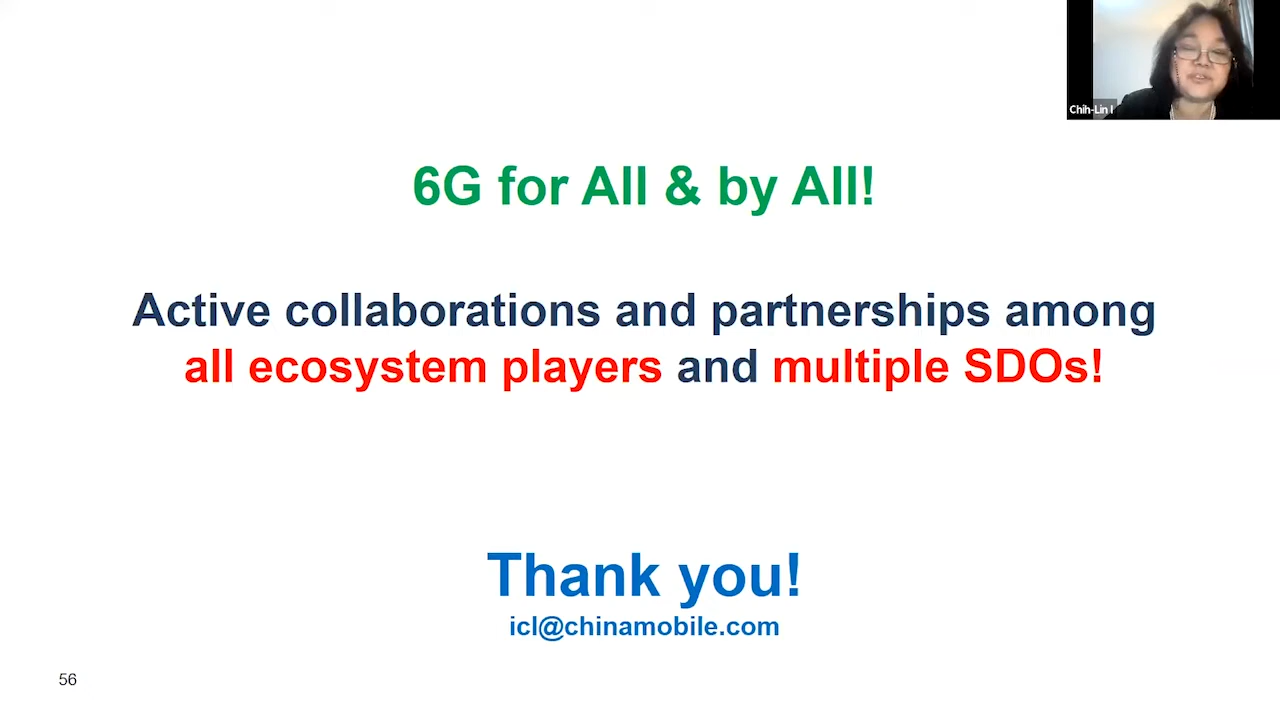 Chih-Lin I
6G for All & by All!
Active collaborations and partnerships among
all ecosystem players and multiple SDOs!
Thank you!
icl@chinamobile.com
56